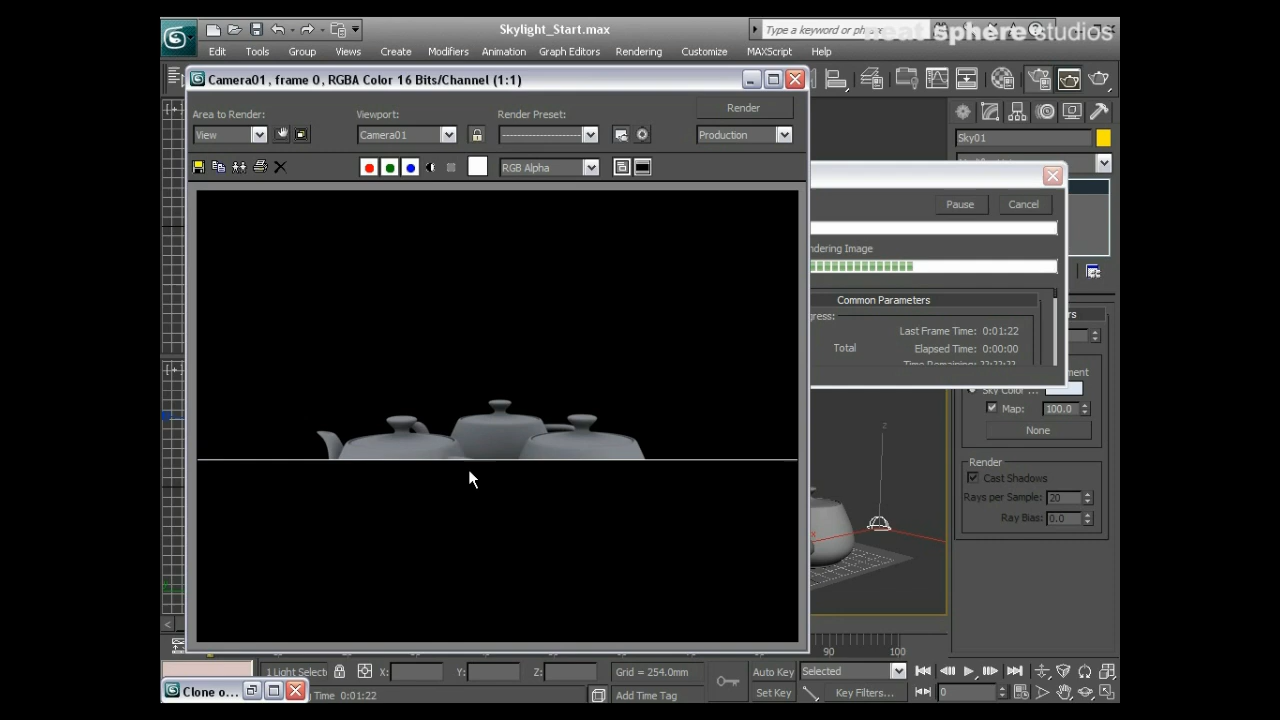 Skylight_Start.max
Type a keyword or phrase
neat sphere studios
Edit Tools Group Views Create Modifiers Animation Graph Editors Rendering Customize MAXScript Help
Camera01, frame 0, RGBA Color 16 Bits/Channel (1:1)
Area to Render: Viewport: Render Preset: Render
View Camera01 Production
RGB Alpha
Sky01
Pause Cancel
Common Parameters
Last Frame Time: 0:01:22
Total Elapsed Time: 0:00:00
Sky Color ...
Map: 100.0
None
Render
Cast Shadows
Rays per Sample: 20
Ray Bias: 0.0
[+]
[+]
z
x
90 100
1 Light Select X: Y: Z: Grid = 254.0mm Auto Key Selected
Clone o... Time 0:01:22 Add Time Tag Set Key Key Filters... 0